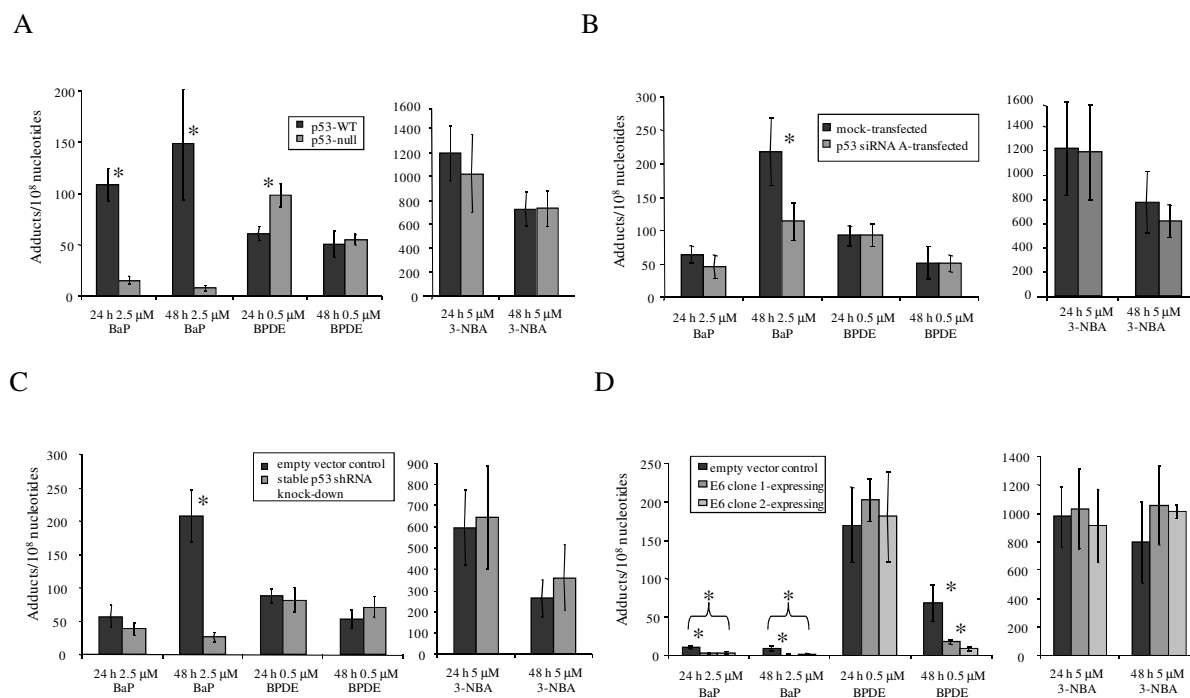 A
Adducts/10⁸ nucleotides
200
150
100
50
0
*
*
*
p53-WT
p53-null
24 h 2.5 µM
BaP
48 h 2.5 µM
BaP
24 h 0.5 µM
BPDE
48 h 0.5 µM
BPDE
1600
1400
1200
1000
800
600
400
200
0
24 h 5 µM
3-NBA
48 h 5 µM
3-NBA
B
Adducts/10⁸ nucleotides
300
250
200
150
100
50
0
*
mock-transfected
p53 siRNA A-transfected
24 h 2.5 µM
BaP
48 h 2.5 µM
BaP
24 h 0.5 µM
BPDE
48 h 0.5 µM
BPDE
1600
1400
1200
1000
800
600
400
200
0
24 h 5 µM
3-NBA
48 h 5 µM
3-NBA
C
Adducts/10⁸ nucleotides
300
250
200
150
100
50
0
*
empty vector control
stable p53 shRNA
knock-down
24 h 2.5 µM
BaP
48 h 2.5 µM
BaP
24 h 0.5 µM
BPDE
48 h 0.5 µM
BPDE
900
800
700
600
500
400
300
200
100
0
24 h 5 µM
3-NBA
48 h 5 µM
3-NBA
D
Adducts/10⁸ nucleotides
250
200
150
100
50
0
empty vector control
E6 clone 1-expressing
E6 clone 2-expressing
*
*
*
*
*
*
24 h 2.5 µM
BaP
48 h 2.5 µM
BaP
24 h 0.5 µM
BPDE
48 h 0.5 µM
BPDE
1400
1200
1000
800
600
400
200
0
24 h 5 µM
3-NBA
48 h 5 µM
3-NBA